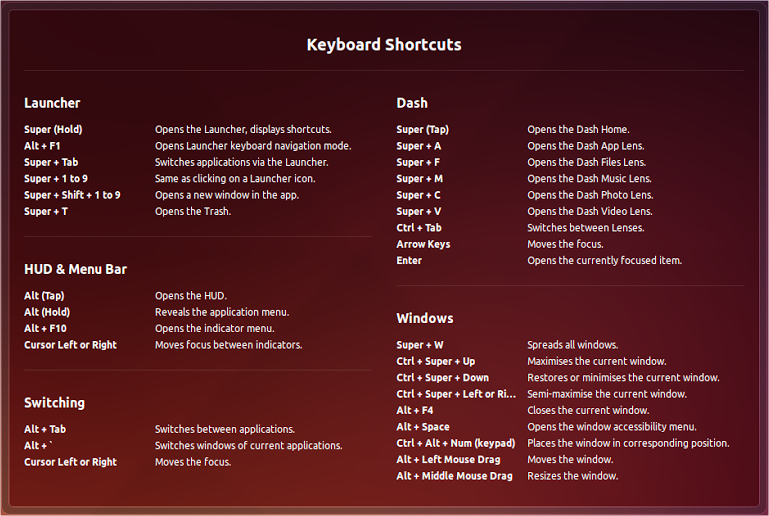 Keyboard Shortcuts
Launcher
Super (Hold) Opens the Launcher, displays shortcuts.
Alt + F1 Opens Launcher keyboard navigation mode.
Super + Tab Switches applications via the Launcher.
Super + 1 to 9 Same as clicking on a Launcher icon.
Super + Shift + 1 to 9 Opens a new window in the app.
Super + T Opens the Trash.
HUD & Menu Bar
Alt (Tap) Opens the HUD.
Alt (Hold) Reveals the application menu.
Alt + F10 Opens the indicator menu.
Cursor Left or Right Moves focus between indicators.
Switching
Alt + Tab Switches between applications.
Alt + ` Switches windows of current applications.
Cursor Left or Right Moves the focus.
Dash
Super (Tap) Opens the Dash Home.
Super + A Opens the Dash App Lens.
Super + F Opens the Dash Files Lens.
Super + M Opens the Dash Music Lens.
Super + C Opens the Dash Photo Lens.
Super + V Opens the Dash Video Lens.
Ctrl + Tab Switches between Lenses.
Arrow Keys Moves the focus.
Enter Opens the currently focused item.
Windows
Super + W Spreads all windows.
Ctrl + Super + Up Maximises the current window.
Ctrl + Super + Down Restores or minimises the current window.
Ctrl + Super + Left or Ri... Semi-maximise the current window.
Alt + F4 Closes the current window.
Alt + Space Opens the window accessibility menu.
Ctrl + Alt + Num (keypad) Places the window in corresponding position.
Alt + Left Mouse Drag Moves the window.
Alt + Middle Mouse Drag Resizes the window.